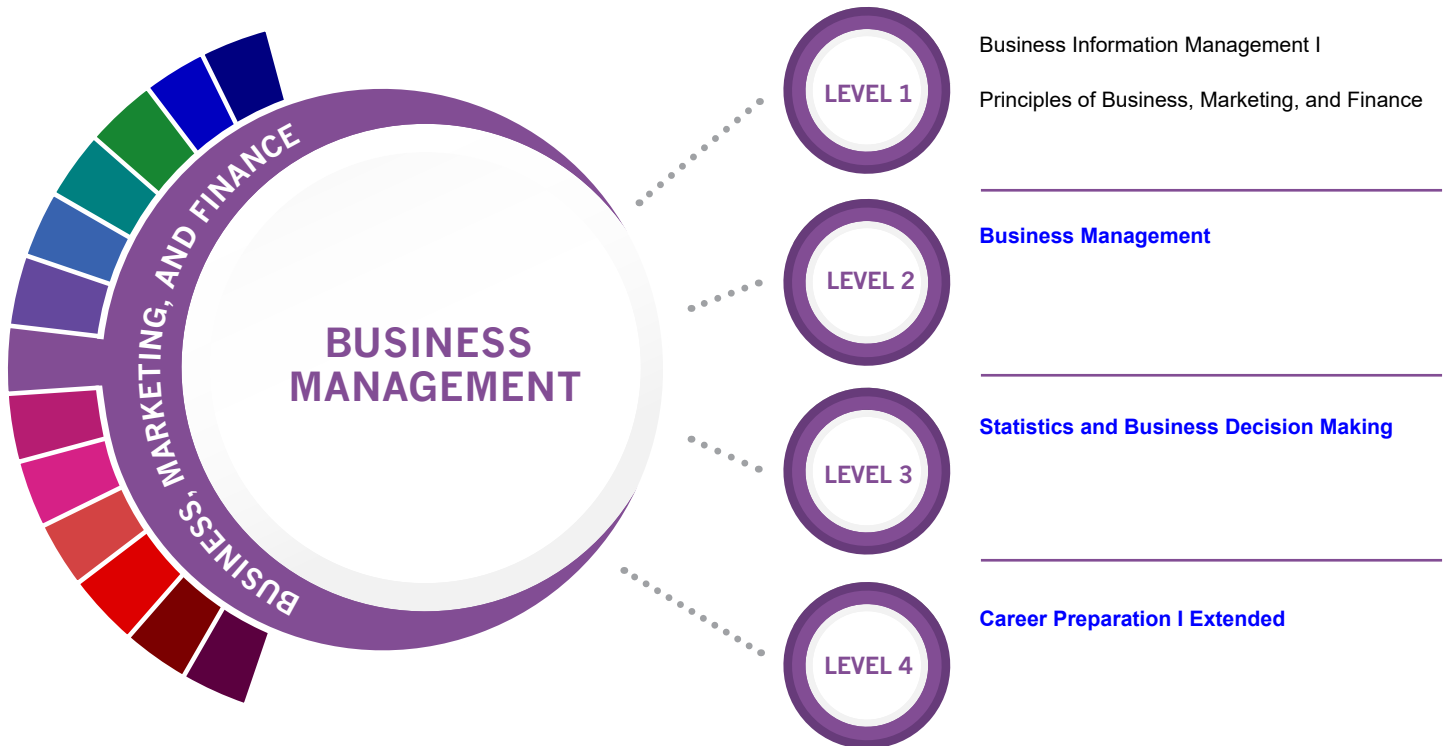 BUSINESS, MARKETING, AND FINANCE
BUSINESS
MANAGEMENT
LEVEL 1
Business Information Management I
Principles of Business, Marketing, and Finance
LEVEL 2
Business Management
LEVEL 3
Statistics and Business Decision Making
LEVEL 4
Career Preparation I Extended